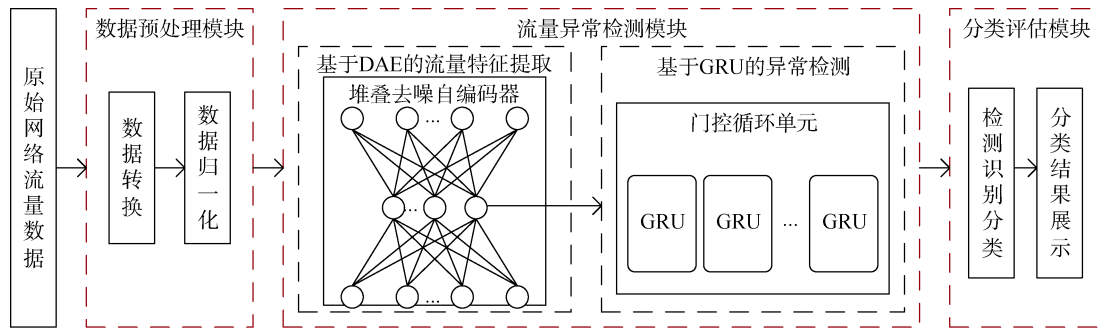 原始网络流量数据
数据预处理模块
数据转换
数据归一化
流量异常检测模块
基于DAE的流量特征提取
堆叠去噪自编码器
...
...
...
基于GRU的异常检测
门控循环单元
GRU
GRU
...
GRU
分类评估模块
检测识别分类
分类结果展示